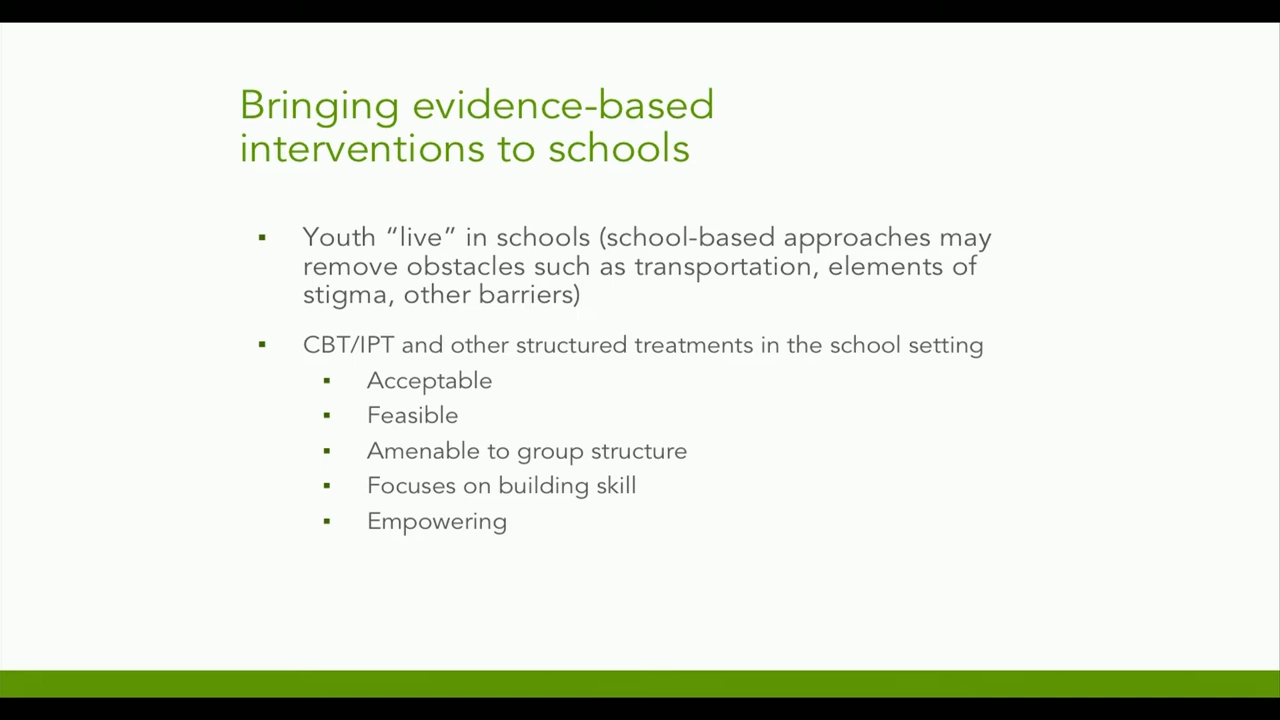 Bringing evidence-based
interventions to schools
▪ Youth “live” in schools (school-based approaches may
remove obstacles such as transportation, elements of
stigma, other barriers)
▪ CBT/IPT and other structured treatments in the school setting
▪ Acceptable
▪ Feasible
▪ Amenable to group structure
▪ Focuses on building skill
▪ Empowering